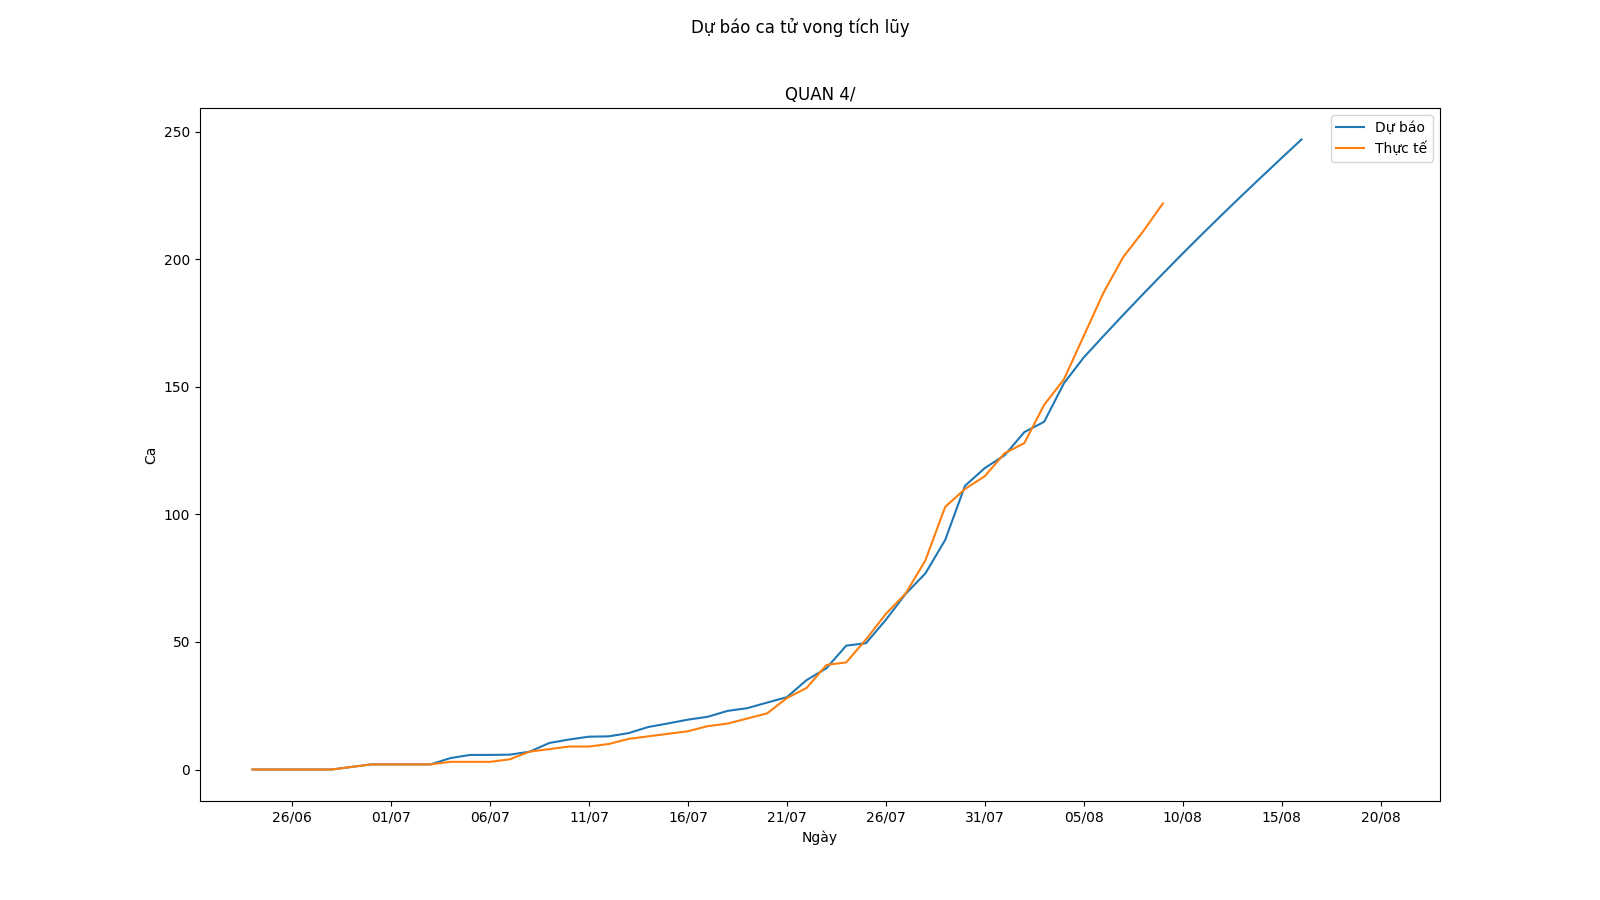 Dự báo ca tử vong tích lũy
QUAN 4/
Dự báo
Thực tế
250
200
150
100
50
0
Ca
26/06 01/07 06/07 11/07 16/07 21/07 26/07 31/07 05/08 10/08 15/08 20/08
Ngày